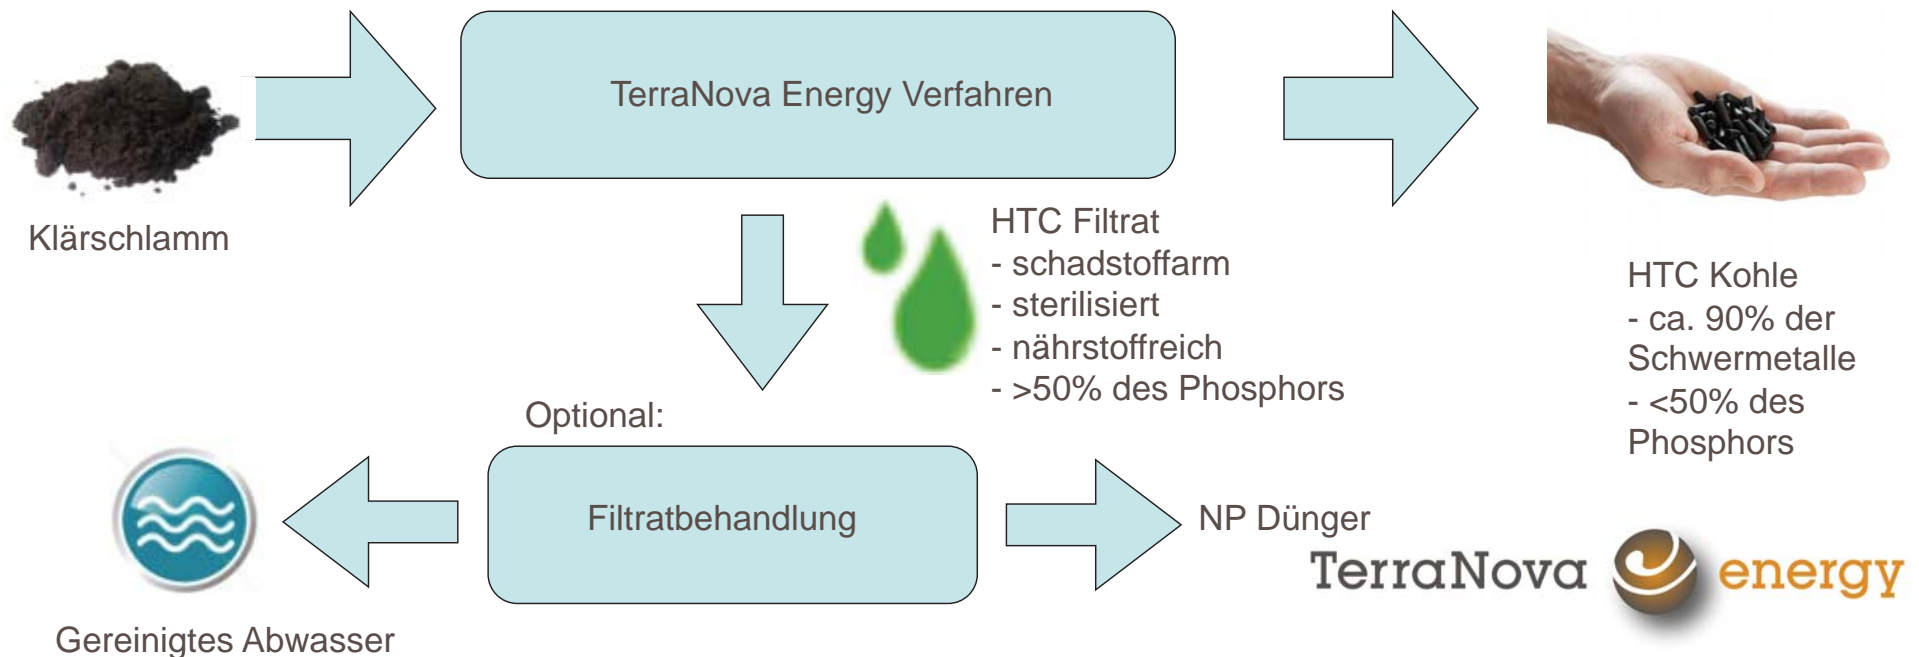 TerraNova Energy Verfahren
Klärschlamm
HTC Filtrat
- schadstoffarm
- sterilisiert
- nährstoffreich
- >50% des Phosphors
HTC Kohle
- ca. 90% der
Schwermetalle
- <50% des
Phosphors
Optional:
Filtratbehandlung
NP Dünger
Gereinigtes Abwasser
TerraNova energy